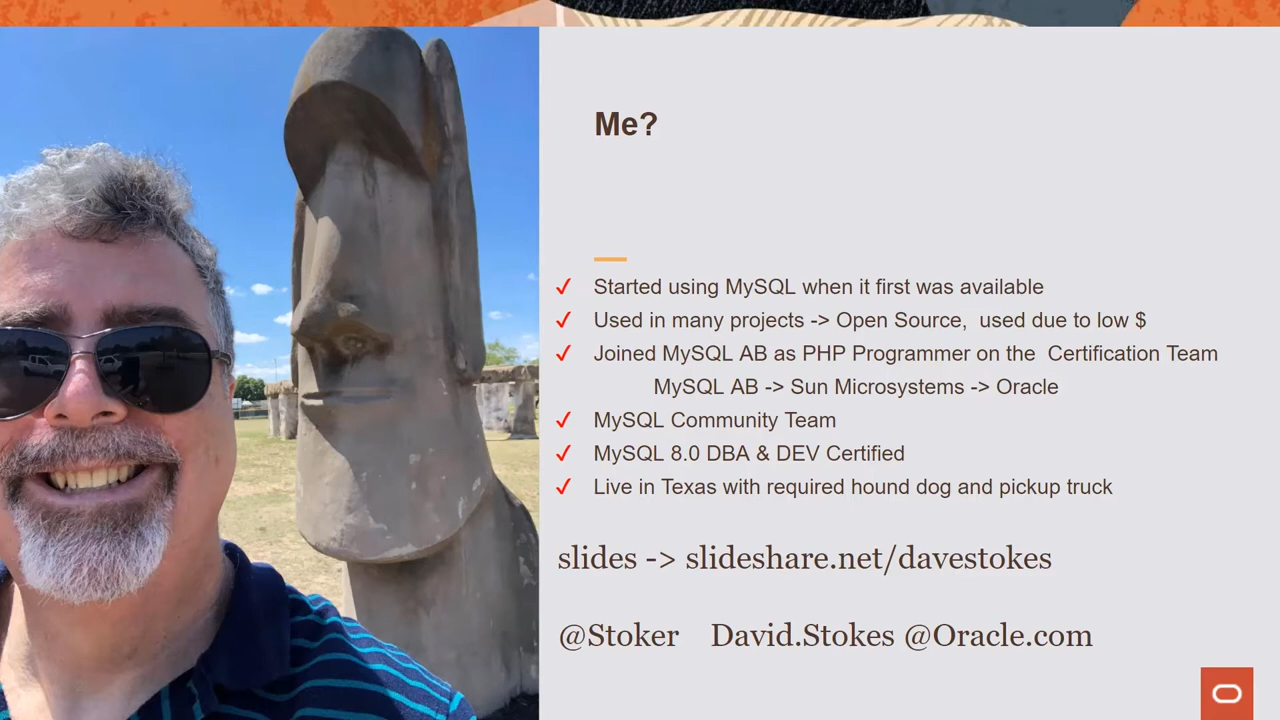 Me?
✓ Started using MySQL when it first was available
✓ Used in many projects -> Open Source,  used due to low $
✓ Joined MySQL AB as PHP Programmer on the  Certification Team
MySQL AB -> Sun Microsystems -> Oracle
✓ MySQL Community Team
✓ MySQL 8.0 DBA & DEV Certified
✓ Live in Texas with required hound dog and pickup truck
slides -> slideshare.net/davestokes
@Stoker    David.Stokes @Oracle.com